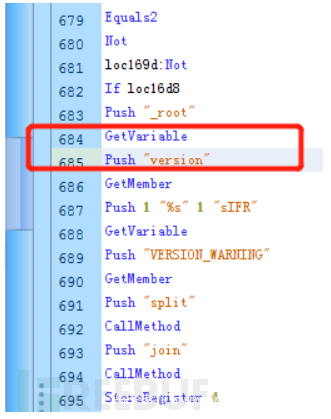 679 Equals2
680 Not
681 loc169d:Not
682 If loc16d8
683 Push "_root"
684 GetVariable
685 Push "version"
686 GetMember
687 Push 1 "%s" 1 "sIFR"
688 GetVariable
689 Push "VERSION_WARNING"
690 GetMember
691 Push "split"
692 CallMethod
693 Push "join"
694 CallMethod
695 StoreRegister 4
FREEBUF